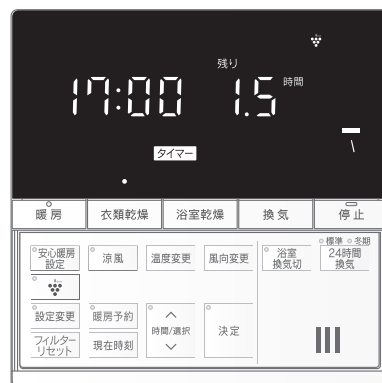 残り
17:00 1.5 時間
タイマー
暖房 衣類乾燥 浴室乾燥 換気 停止
標準 冬期
安心暖房 設定 涼風 温度変更 風向変更 浴室 換気切 24時間 換気
設定変更 暖房予約 時間/選択 決定
フィルター リセット 現在時刻